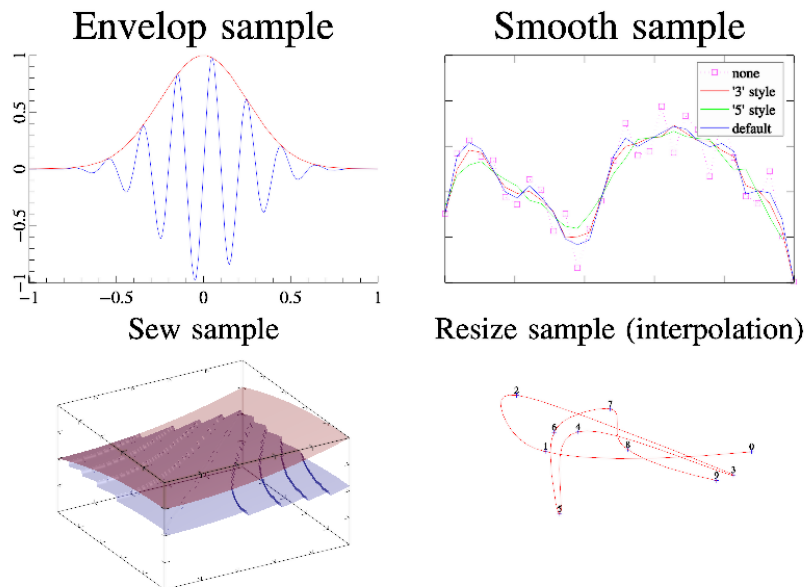 Envelop sample
Smooth sample
1
0.5
0
−0.5
−1
−1
−0.5
0
0.5
1
none
'3' style
'5' style
default
Sew sample
Resize sample (interpolation)
2
7
6
4
1
8
0
3
9
5